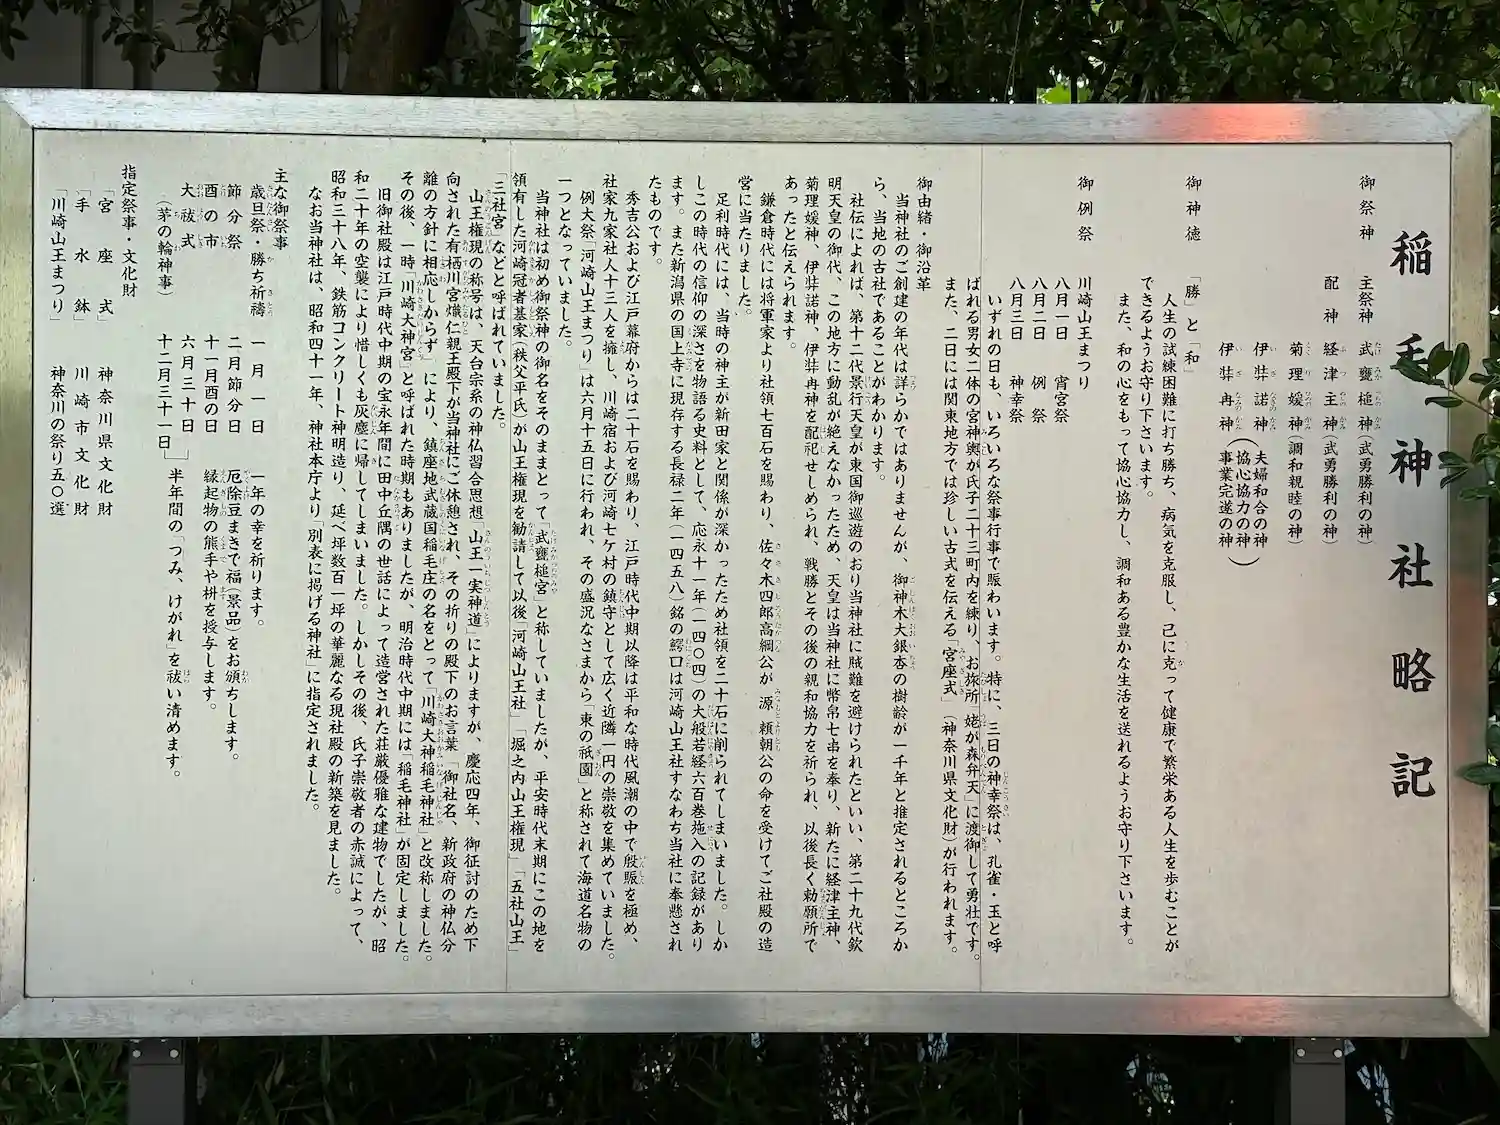 稲毛神社略記
御祭神
主祭神 武甕槌神(武勇勝利の神)
配神 経津主神(武勇勝利の神)
菊理媛神(調和親睦の神)
伊弉諾神
伊弉冉神
(夫婦和合の神
協心協力の神
事業完遂の神)
御神徳 「勝」と「和」
人生の試練困難に打ち勝ち、病気を克服し、己に克って健康で繁栄ある人生を歩むことが
できるようお守り下さいます。
また、和の心をもって協心協力し、調和ある豊かな生活を送れるようお守り下さいます。
御例祭 川崎山王まつり
八月一日 宵宮祭
八月二日 例祭
八月三日 神幸祭
いずれの日も、いろいろな祭事行事で賑わいます。特に、三日の神幸祭は、孔雀・玉と呼
ばれる男女二体の宮神輿が氏子二十三町内を練り、お旅所「姥が森弁天」に渡御して勇壮です。
また、二日には関東地方では珍しい古式を伝える「宮座式」(神奈川県文化財)が行われます。
御由緒・御沿革
当神社のご創建の年代は詳らかではありませんが、御神木大銀杏の樹齢が一千年と推定されるところか
ら、当地の古社であることがわかります。
社伝によれば、第十二代景行天皇が東国御巡遊のおり当神社に賊難を避けられたといい、第二十九代欽
明天皇の御代、この地方に動乱が絶えなかったため、天皇は当神社に幣帛七串を奉り、新たに経津主神、
菊理媛神、伊弉諾神、伊弉冉神を配祀せしめられ、戦勝とその後の親和協力を祈られ、以後長く勅願所で
あったと伝えられます。
鎌倉時代には将軍家より社領七百石を賜わり、佐々木四郎高綱公が源頼朝公の命を受けてご社殿の造
営に当たりました。
足利時代には、当時の神主が新田家と関係が深かったため社領を二十石に削られてしまいました。しか
しこの時代の信仰の深さを物語る史料として、応永十一年(一四〇四)の大般若経六百巻施入の記録があり
ます。また新潟県の国上寺に現存する長禄二年(一四五八)銘の鰐口は河崎山王社すなわち当社に奉懸され
たものです。
秀吉公および江戸幕府からは二十石を賜わり、江戸時代中期以降は平和な時代風潮の中で殷賑を極め、
社家九家社人十三人を擁し、川崎宿および河崎七ケ村の鎮守として広く近隣一円の崇敬を集めていました。
例大祭「河崎山王まつり」は六月十五日に行われ、その盛況なさまから「東の祇園」と称されて海道名物の
一つとなっていました。
当神社は初め御祭神の御名をそのままとって「武甕槌宮」と称していましたが、平安時代末期にこの地を
領有した河崎冠者基家(秩父平氏)が山王権現を勧請して以後「河崎山王社」「堀之内山王権現」「五社山王」
「三社宮」などと呼ばれていました。
山王権現の称号は、天台宗系の神仏習合思想「山王一実神道」によりますが、慶応四年、御征討のため下
向された有栖川宮熾仁親王殿下が当神社にご休憩され、その折りの殿下のお言葉「御社名、新政府の神仏分
離の方針に相応しからず」により、鎮座地武蔵国稲毛庄の名をとって「川崎大神稲毛神社」と改称しました。
その後、一時「川崎大神宮」と呼ばれた時期もありましたが、明治時代中期には「稲毛神社」が固定しました。
旧御社殿は江戸時代中期の宝永年間に田中丘隅の世話によって造営された荘厳優雅な建物でしたが、昭
和二十年の空襲により惜しくも灰塵に帰してしまいました。しかしその後、氏子崇敬者の赤誠によって、
昭和三十八年、鉄筋コンクリート神明造り、延べ坪数百一坪の華麗なる現社殿の新築を見ました。
なお当神社は、昭和四十一年、神社本庁より「別表に掲げる神社」に指定されました。
主な御祭事
歳旦祭・勝ち祈禱 一月一日 一年の幸を祈ります。
節分祭 二月節分日 厄除豆まきで福(景品)をお頒ちします。
酉の市 十一月酉の日 縁起物の熊手や枡を授与します。
大祓式 六月三十日
(茅の輪神事) 十二月三十一日 半年間の「つみ、けがれ」を祓い清めます。
指定祭事・文化財
「宮座式」 神奈川県文化財
「手水鉢」 川崎市文化財
「川崎山王まつり」 神奈川の祭り五〇選